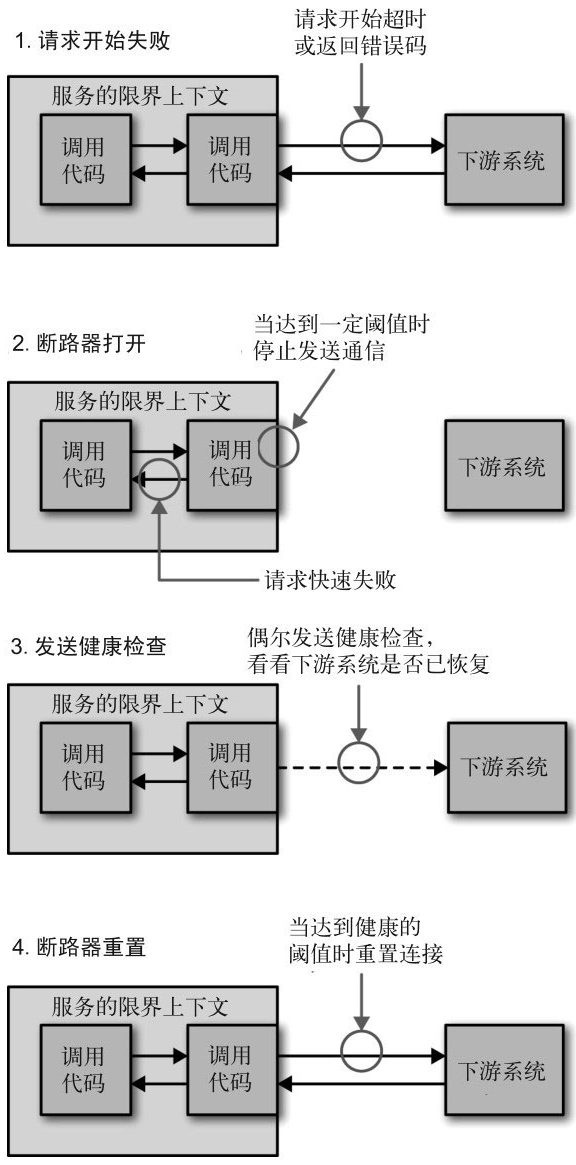 1. 请求开始失败
请求开始超时
或返回错误码
服务的限界上下文
调用
代码
调用
代码
下游系统
2. 断路器打开
当达到一定阈值时
停止发送通信
服务的限界上下文
调用
代码
调用
代码
下游系统
请求快速失败
3. 发送健康检查
偶尔发送健康检查，
看看下游系统是否已恢复
服务的限界上下文
调用
代码
调用
代码
下游系统
4. 断路器重置
当达到健康的
阈值时重置连接
服务的限界上下文
调用
代码
调用
代码
下游系统